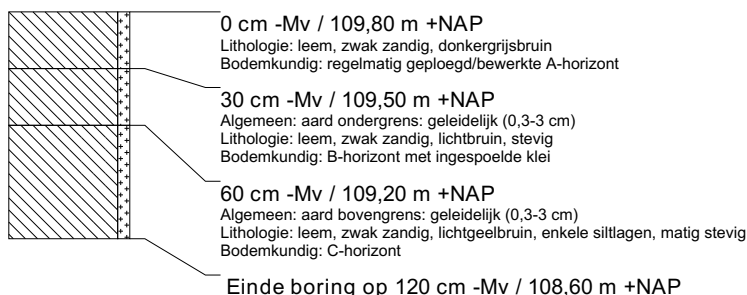 0 cm -Mv / 109,80 m +NAP
Lithologie: leem, zwak zandig, donkergrijsbruin
Bodemkundig: regelmatig geploegd/bewerkte A-horizont
30 cm -Mv / 109,50 m +NAP
Algemeen: aard ondergrens: geleidelijk (0,3-3 cm)
Lithologie: leem, zwak zandig, lichtbruin, stevig
Bodemkundig: B-horizont met ingespoelde klei
60 cm -Mv / 109,20 m +NAP
Algemeen: aard bovengrens: geleidelijk (0,3-3 cm)
Lithologie: leem, zwak zandig, lichtgeelbruin, enkele siltlagen, matig stevig
Bodemkundig: C-horizont
Einde boring op 120 cm -Mv / 108,60 m +NAP